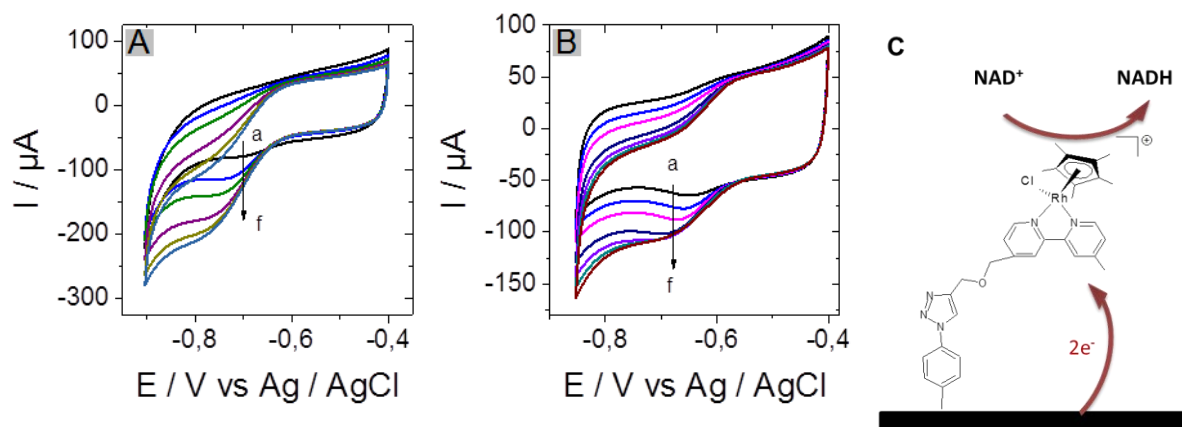 A
100
0
-100
-200
-300
I / µA
a
f
-0,8
-0,6
-0,4
E / V vs Ag / AgCl
B
100
50
0
-50
-100
-150
I / µA
a
f
-0,8
-0,6
-0,4
E / V vs Ag / AgCl
C
NAD⁺
NADH
⊕
Cl
Rh
N
N
O
N
N
N
2e⁻